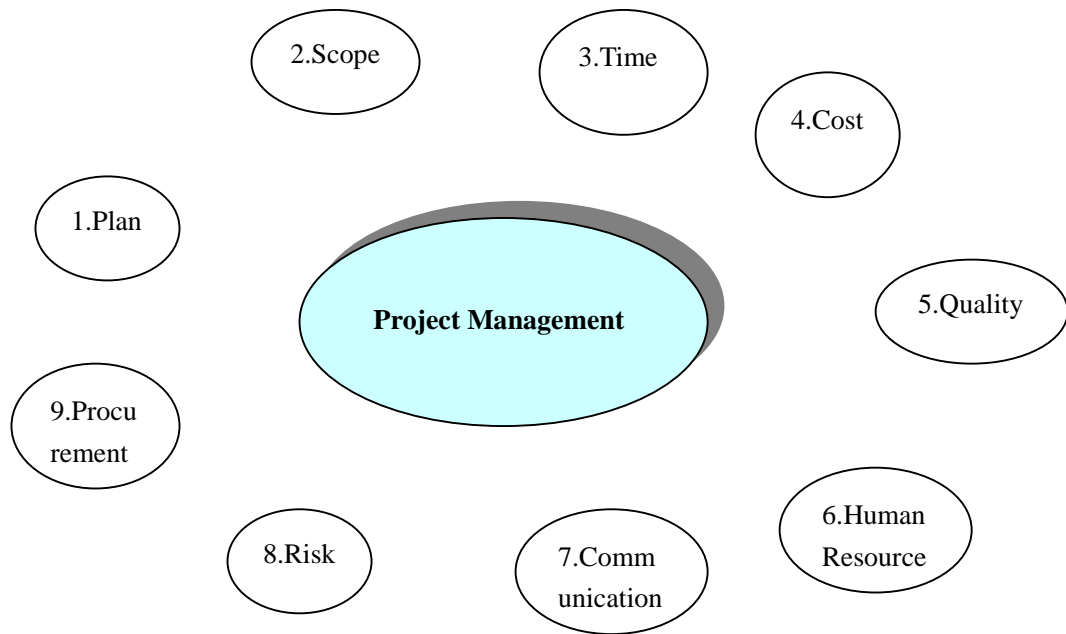 2.Scope
3.Time
4.Cost
1.Plan
Project Management
5.Quality
9.Procu
rement
6.Human
Resource
8.Risk
7.Comm
unication